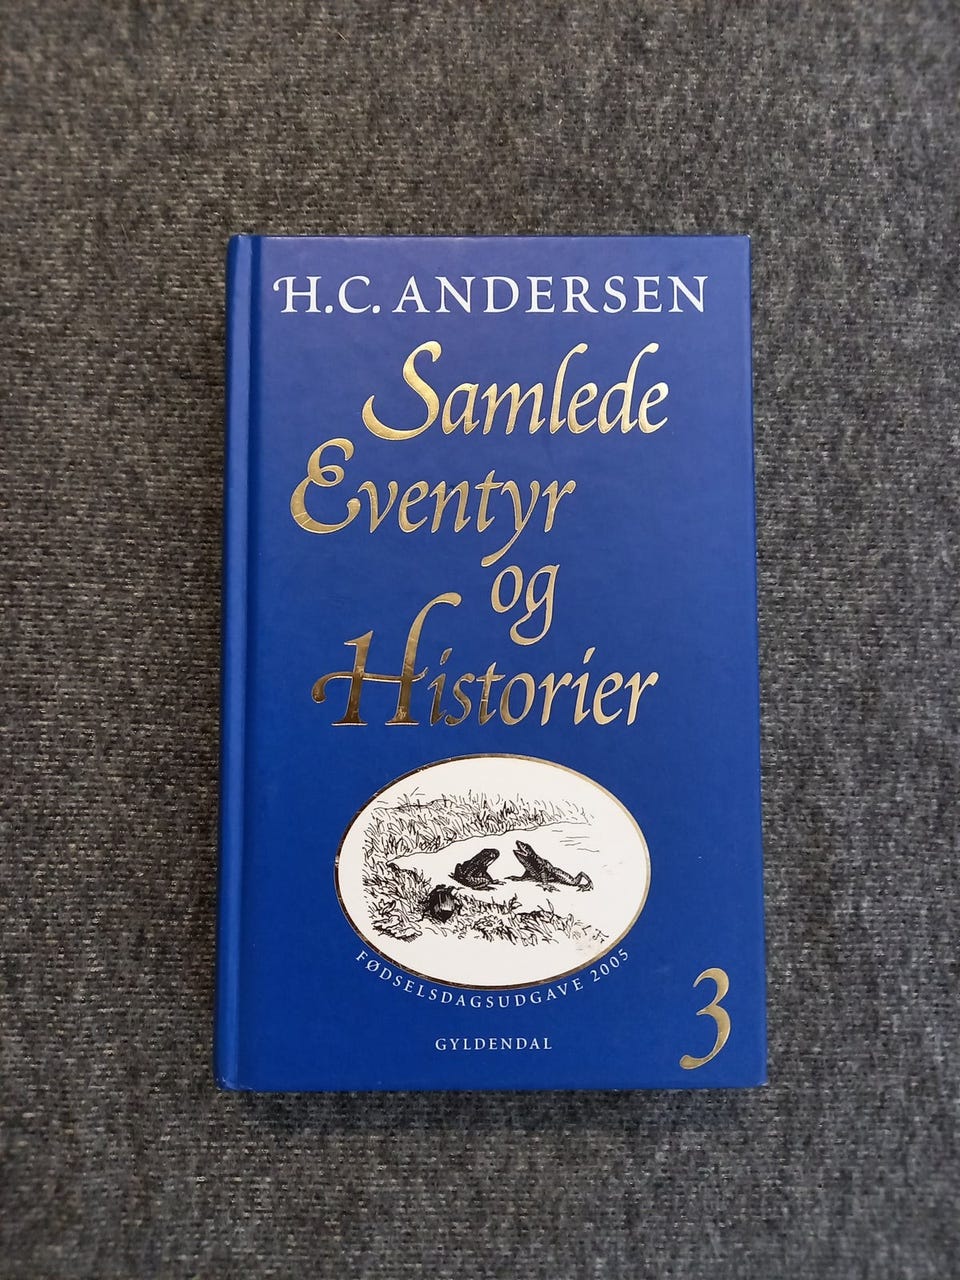 H.C. ANDERSEN
Samlede
Eventyr
og
Historier
FØDSELSDAGSUDGAVE 2005
GYLDENDAL
3